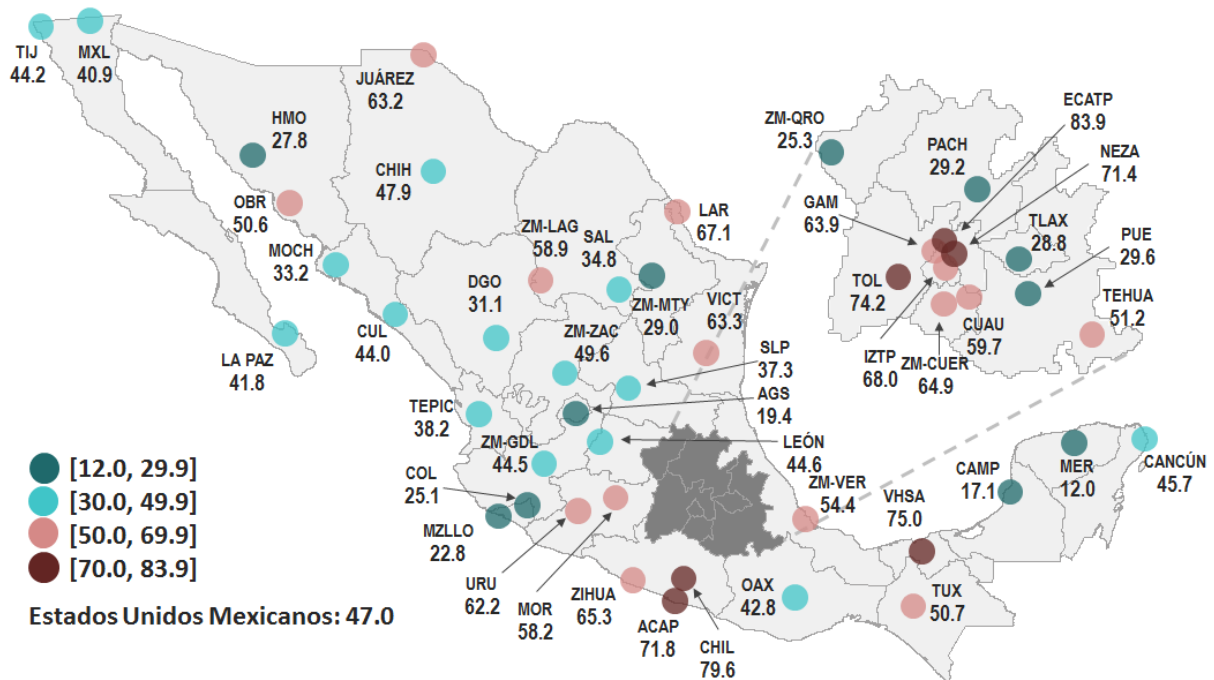 TIJ
44.2
MXL
40.9
JUÁREZ
63.2
HMO
27.8
CHIH
47.9
OBR
50.6
MOCH
33.2
LAR
67.1
ZM-LAG
58.9
SAL
34.8
DGO
31.1
ZM-MTY
29.0
VICT
63.3
CUL
44.0
LA PAZ
41.8
ZM-ZAC
49.6
SLP
37.3
AGS
19.4
TEPIC
38.2
ZM-GDL
44.5
LEÓN
44.6
COL
25.1
MZLLO
22.8
URU
62.2
MOR
58.2
ZIHUA
65.3
ACAP
71.8
CHIL
79.6
OAX
42.8
ZM-VER
54.4
VHSA
75.0
TUX
50.7
CAMP
17.1
MER
12.0
CANCÚN
45.7
ZM-QRO
25.3
PACH
29.2
ECATP
83.9
NEZA
71.4
GAM
63.9
TLAX
28.8
PUE
29.6
TOL
74.2
TEHUA
51.2
CUAU
59.7
IZTP
68.0
ZM-CUER
64.9
[12.0, 29.9]
[30.0, 49.9]
[50.0, 69.9]
[70.0, 83.9]
Estados Unidos Mexicanos: 47.0